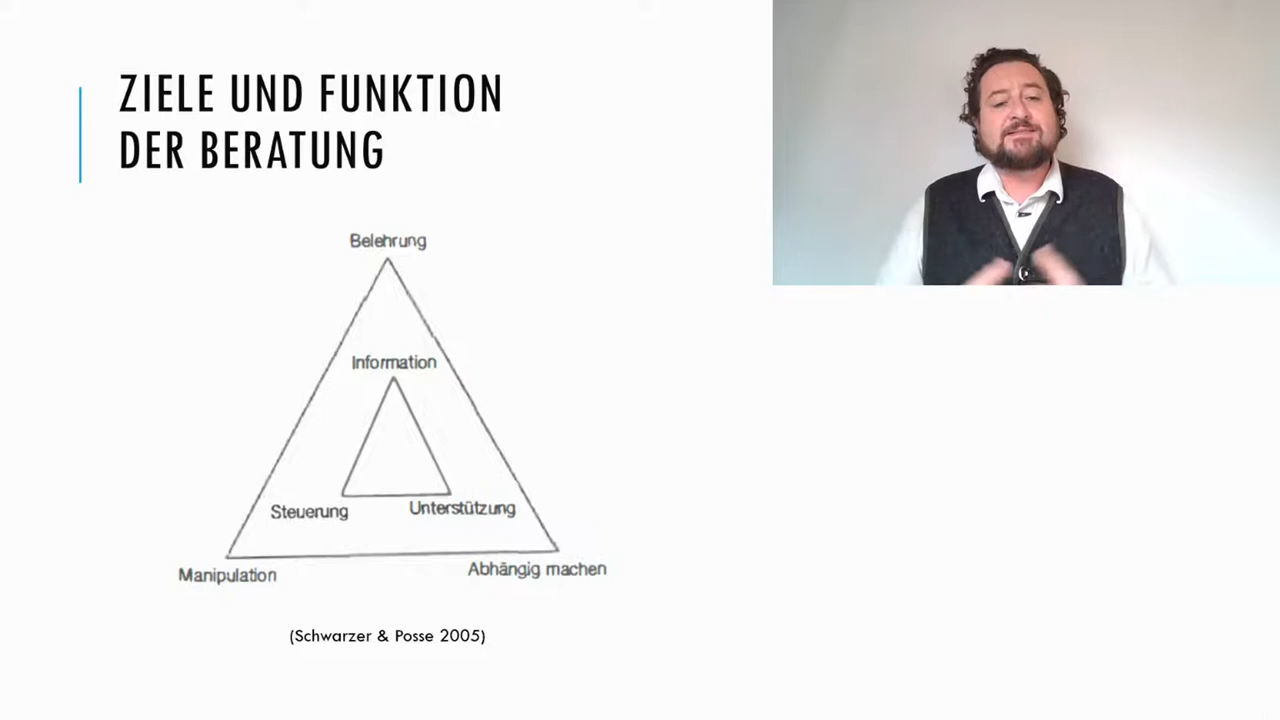 ZIELE UND FUNKTION
DER BERATUNG
Belehrung
Information
Steuerung
Unterstützung
Manipulation
Abhängig machen
(Schwarzer & Posse 2005)